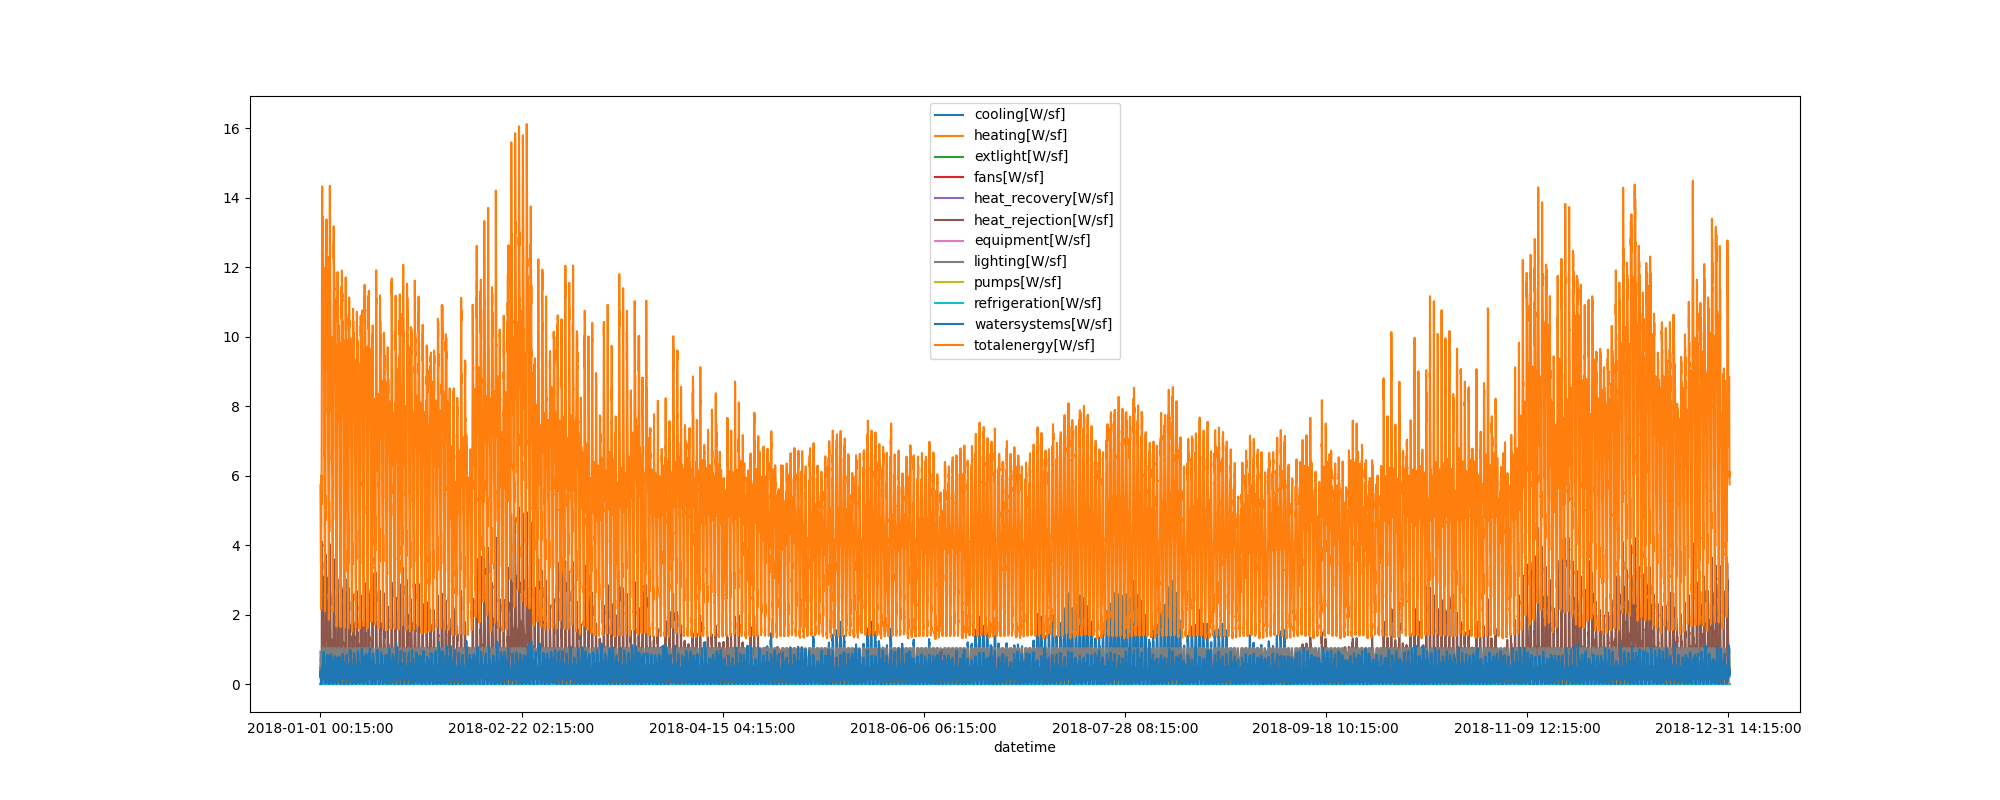 cooling[W/sf]
heating[W/sf]
extlight[W/sf]
fans[W/sf]
heat_recovery[W/sf]
heat_rejection[W/sf]
equipment[W/sf]
lighting[W/sf]
pumps[W/sf]
refrigeration[W/sf]
watersystems[W/sf]
totalenergy[W/sf]
16
14
12
10
8
6
4
2
0
2018-01-01 00:15:00 2018-02-22 02:15:00 2018-04-15 04:15:00 2018-06-06 06:15:00 2018-07-28 08:15:00 2018-09-18 10:15:00 2018-11-09 12:15:00 2018-12-31 14:15:00
datetime